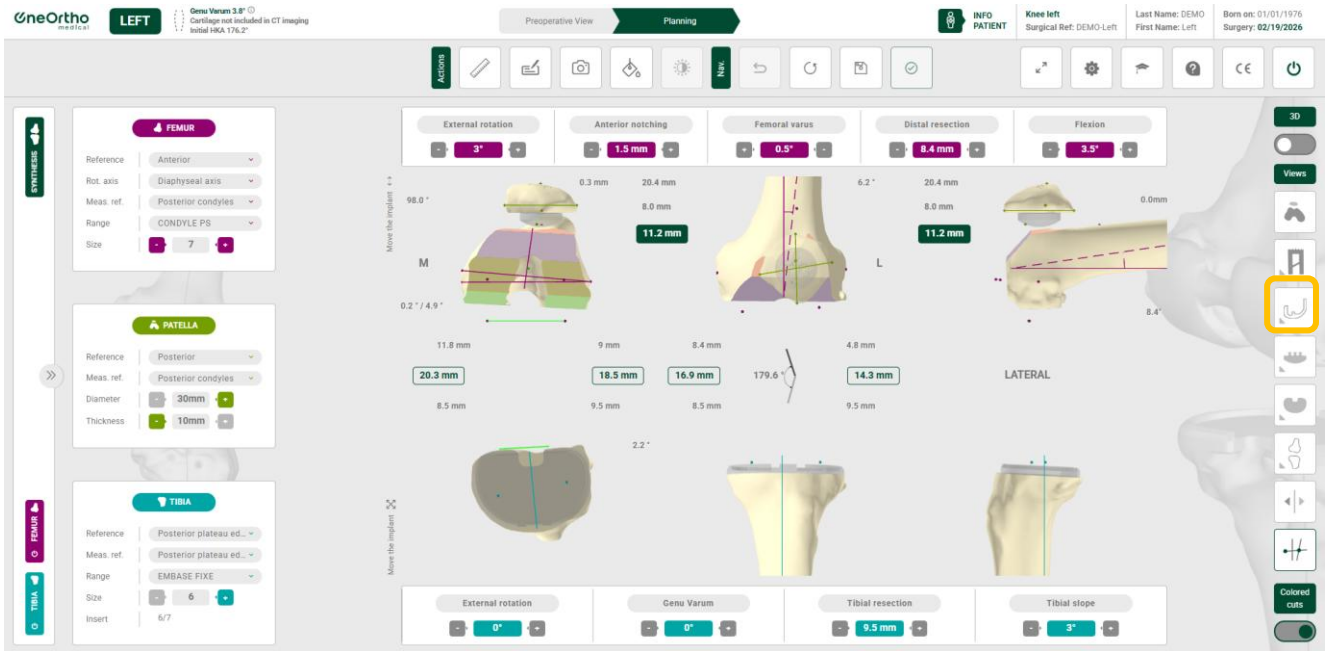 OneOrtho
medical
LEFT
Genu Varum 3.8°
Cartilage not included in CT imaging
Initial HKA 176.2°
Preoperative View
Planning
INFO
PATIENT
Knee left
Surgical Ref: DEMO-Left
Last Name: DEMO
First Name: Left
Born on: 01/01/1976
Surgery: 02/19/2026
Actions
Nav.
CE
SYNTHESIS
FEMUR
Reference Anterior
Rot. axis Diaphyseal axis
Meas. ref. Posterior condyles
Range CONDYLE PS
Size - 7 +
PATELLA
Reference Posterior
Meas. ref. Posterior condyles
Diameter - 30mm +
Thickness - 10mm +
TIBIA
Reference Posterior plateau ed...
Meas. ref. Posterior plateau ed...
Range EMBASE FIXE
Size - 6 +
Insert 6/7
FEMUR
TIBIA
External rotation
- 3° +
Anterior notching
- 1.5 mm +
Femoral varus
+ 0.5° -
Distal resection
- 8.4 mm +
Flexion
- 3.5° +
Move the implant
98.0 °
0.3 mm
20.4 mm
8.0 mm
11.2 mm
6.2 °
20.4 mm
8.0 mm
11.2 mm
0.0mm
M
L
0.2 ° / 4.9 °
8.4°
11.8 mm
9 mm
8.4 mm
4.8 mm
20.3 mm
18.5 mm
16.9 mm
179.6 °
14.3 mm
LATERAL
8.5 mm
9.5 mm
8.5 mm
9.5 mm
2.2 °
Move the implant
External rotation
- 0° +
Genu Varum
- 0° +
Tibial resection
- 9.5 mm +
Tibial slope
- 3° +
3D
Views
Colored
cuts